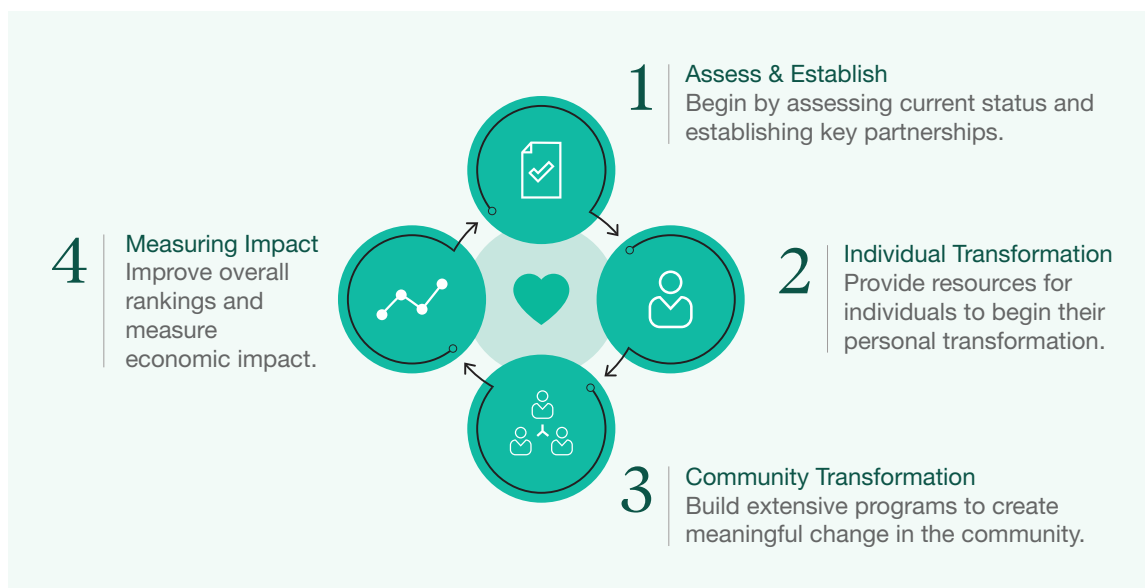 1
Assess & Establish
Begin by assessing current status and
establishing key partnerships.
2
Individual Transformation
Provide resources for
individuals to begin their
personal transformation.
3
Community Transformation
Build extensive programs to create
meaningful change in the community.
4
Measuring Impact
Improve overall
rankings and
measure
economic impact.